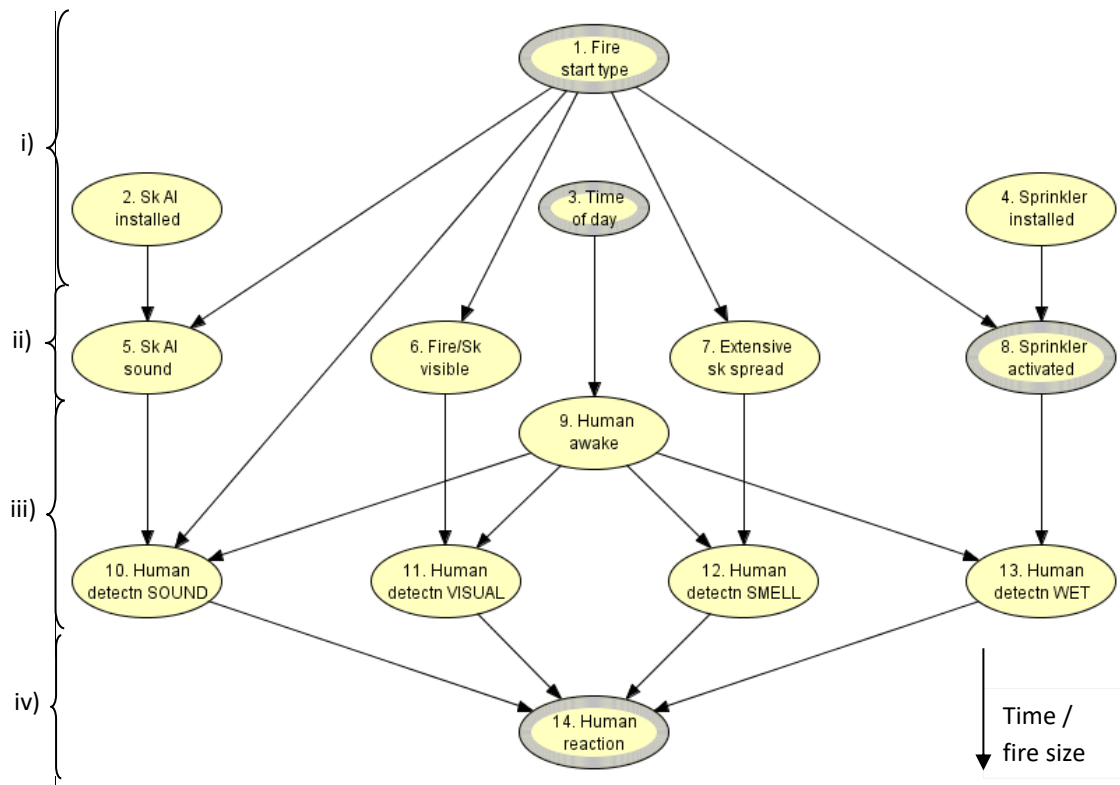 1. Fire
start type
i)
2. Sk Al
installed
3. Time
of day
4. Sprinkler
installed
ii)
5. Sk Al
sound
6. Fire/Sk
visible
7. Extensive
sk spread
8. Sprinkler
activated
9. Human
awake
iii)
10. Human
detectn SOUND
11. Human
detectn VISUAL
12. Human
detectn SMELL
13. Human
detectn WET
iv)
14. Human
reaction
Time /
fire size